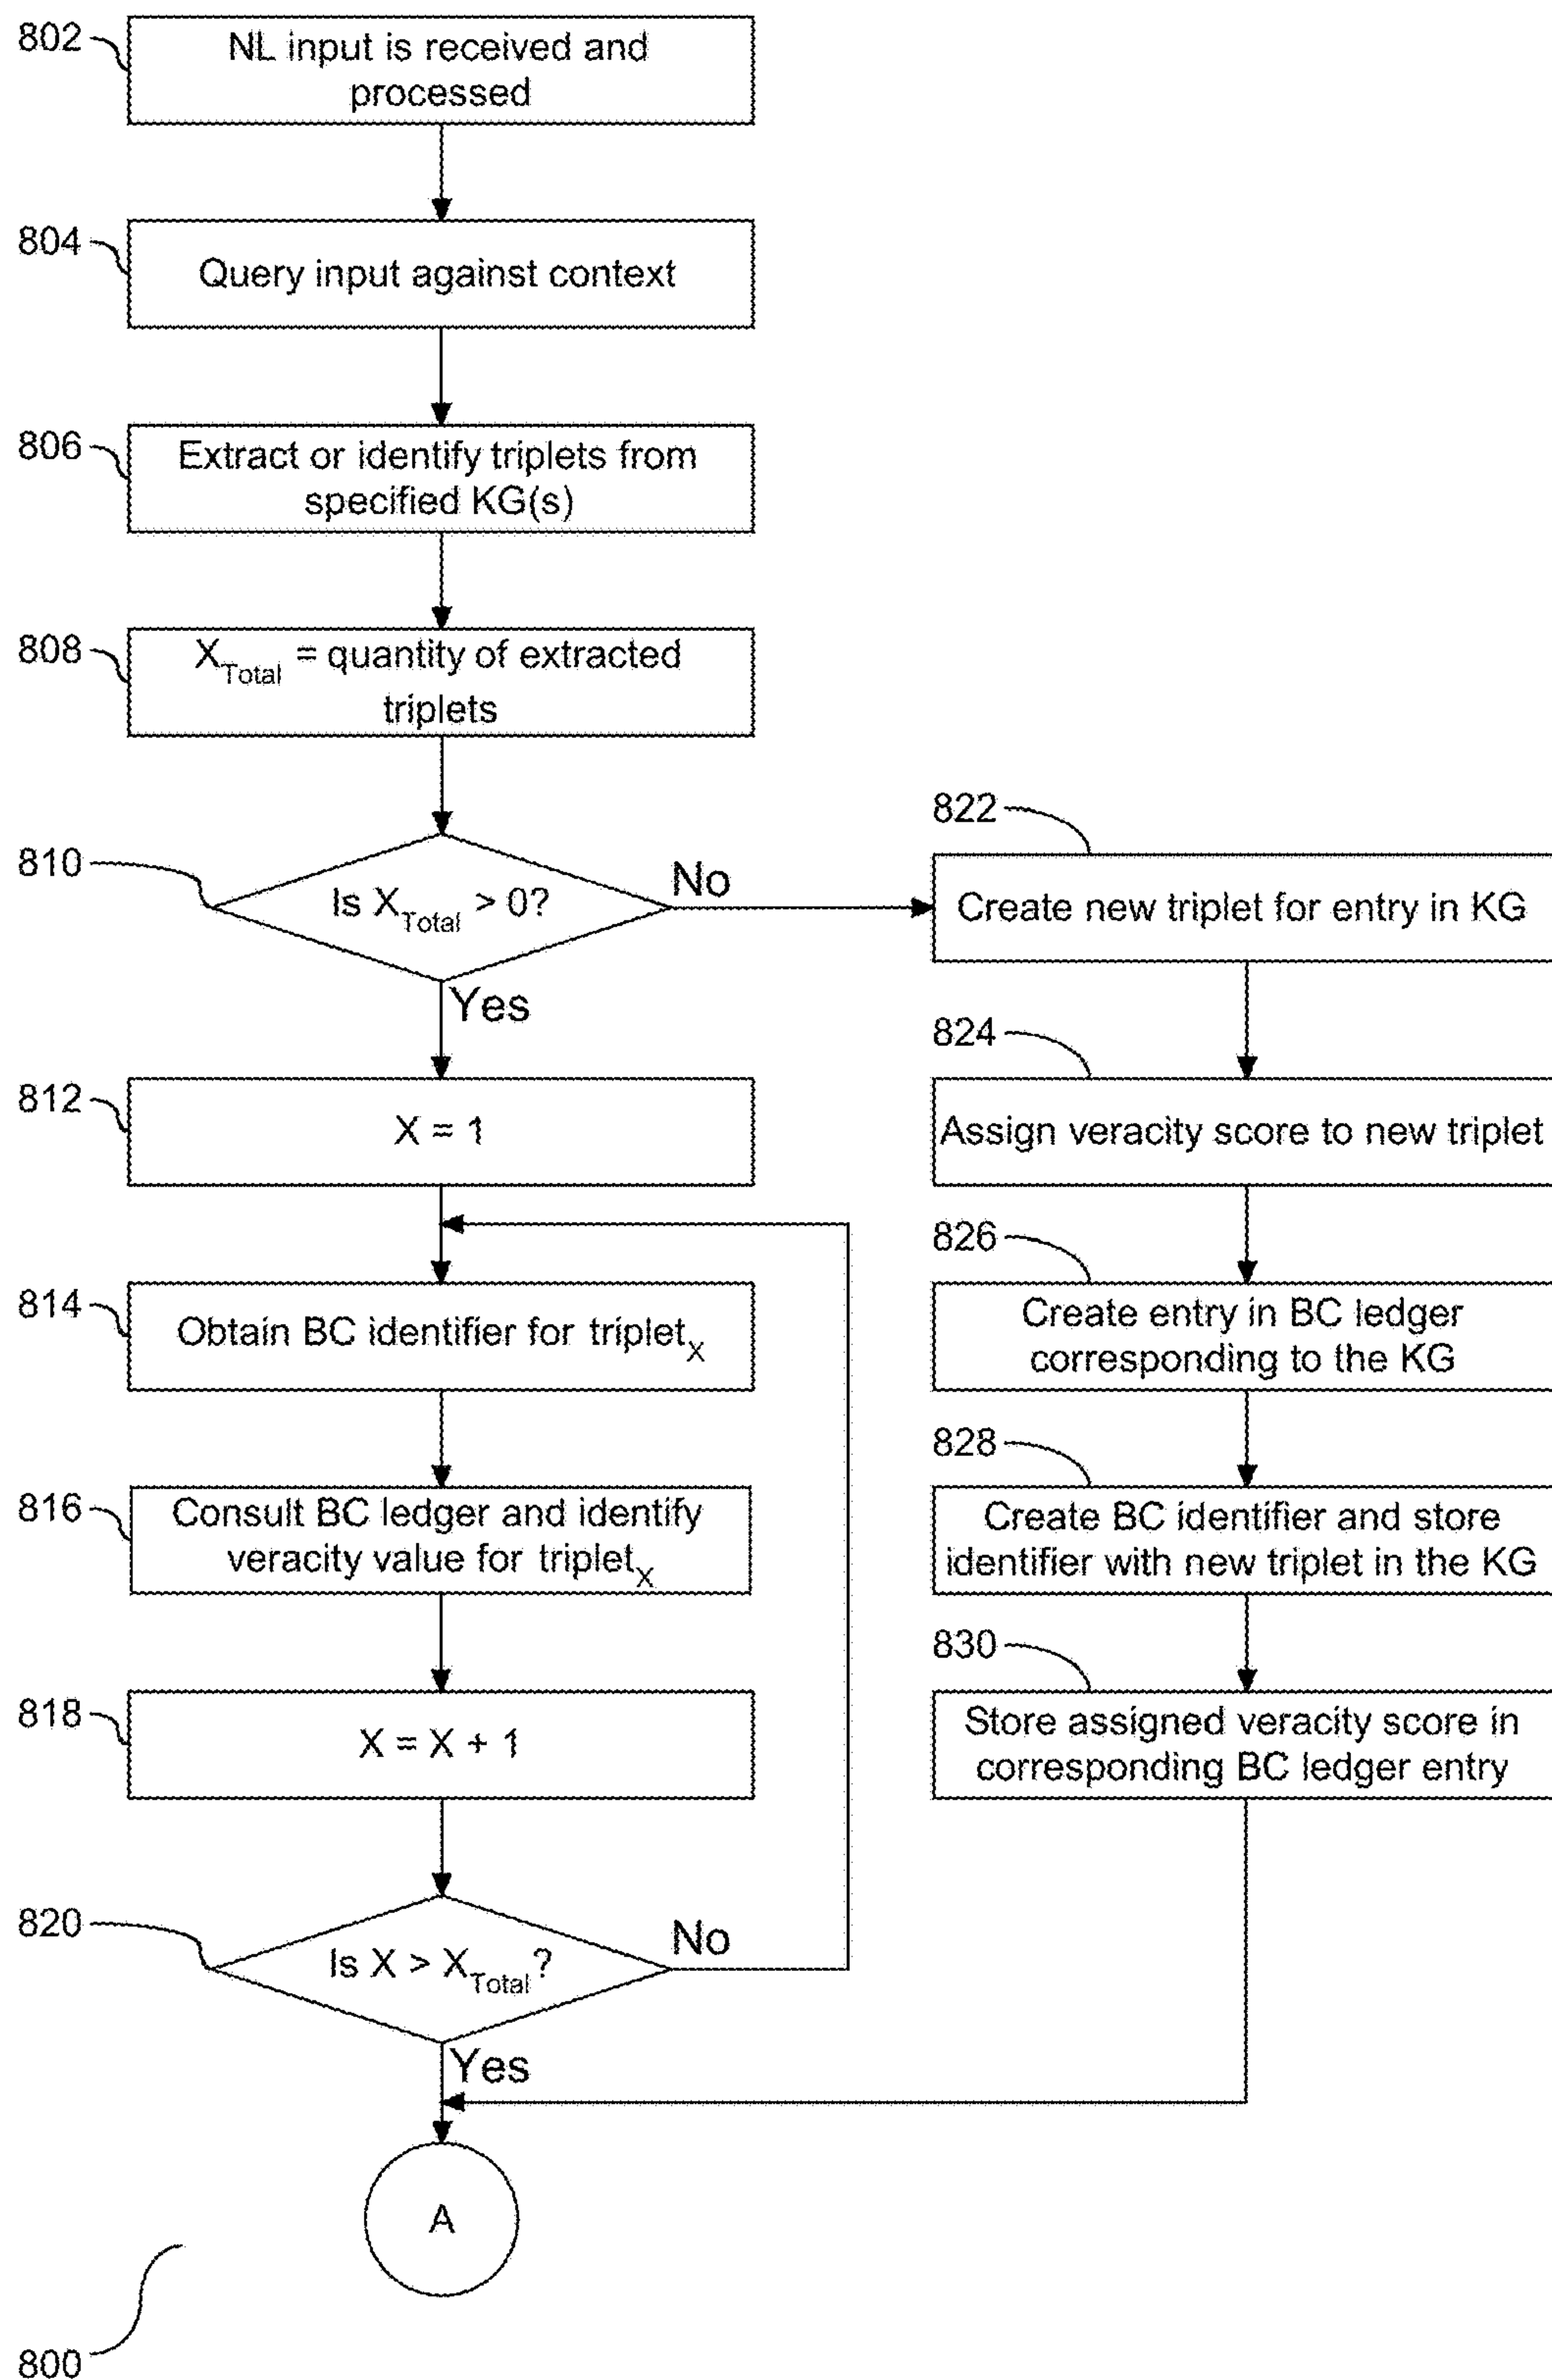 802
NL input is received and
processed
804
Query input against context
806
Extract or identify triplets from
specified KG(s)
808
X_Total = quantity of extracted
triplets
810
Is X_Total > 0?
No
Yes
822
Create new triplet for entry in KG
812
X = 1
824
Assign veracity score to new triplet
814
Obtain BC identifier for triplet_X
826
Create entry in BC ledger
corresponding to the KG
816
Consult BC ledger and identify
veracity value for triplet_X
828
Create BC identifier and store
identifier with new triplet in the KG
818
X = X + 1
830
Store assigned veracity score in
corresponding BC ledger entry
820
Is X > X_Total?
No
Yes
A
800